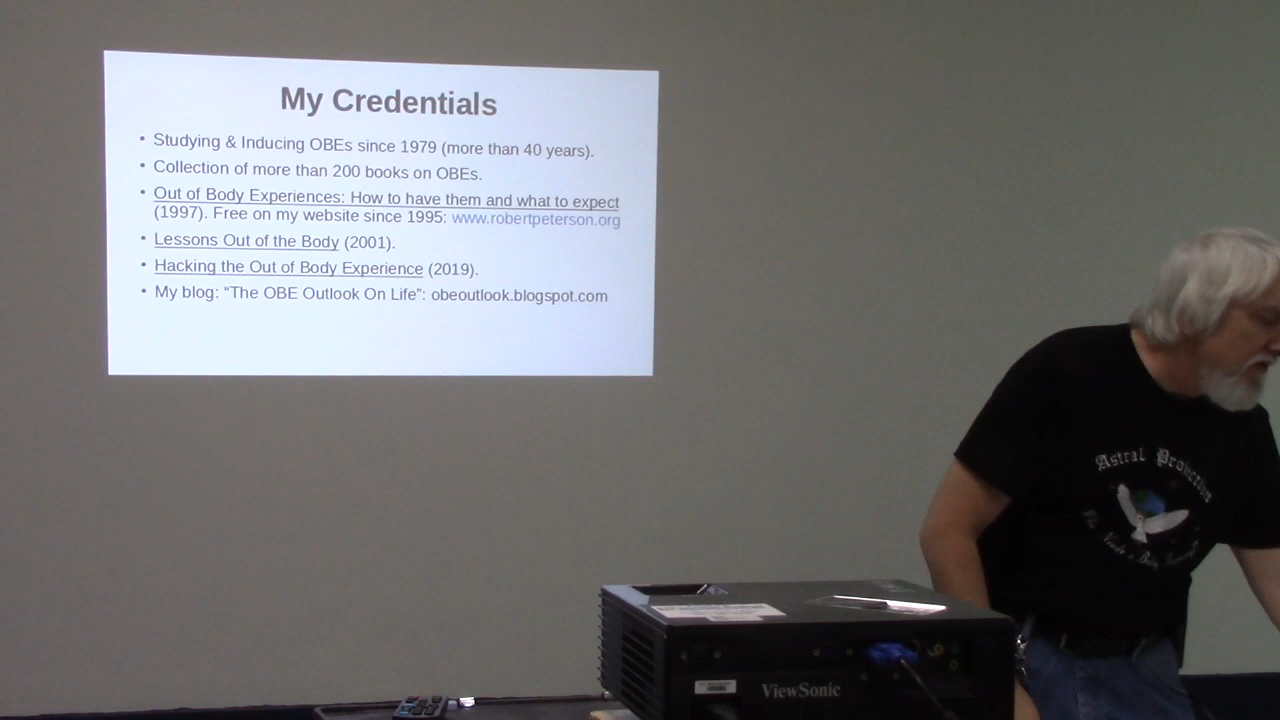 My Credentials
• Studying & Inducing OBEs since 1979 (more than 40 years).
• Collection of more than 200 books on OBEs.
• Out of Body Experiences: How to have them and what to expect
(1997). Free on my website since 1995: www.robertpeterson.org
• Lessons Out of the Body (2001).
• Hacking the Out of Body Experience (2019).
• My blog: “The OBE Outlook On Life”: obeoutlook.blogspot.com
Astral Projection
ViewSonic